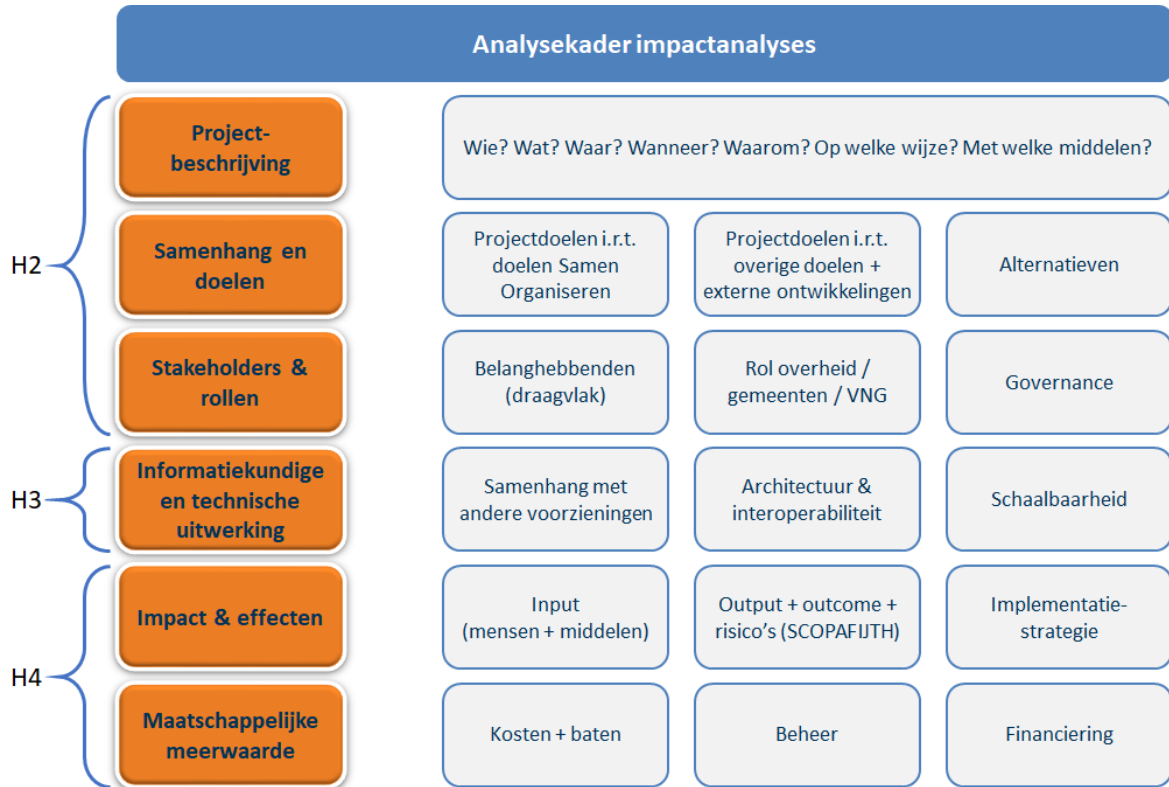 Analysekader impactanalyses
Project-
beschrijving
Wie? Wat? Waar? Wanneer? Waarom? Op welke wijze? Met welke middelen?
H2
Samenhang en
doelen
Projectdoelen i.r.t.
doelen Samen
Organiseren
Projectdoelen i.r.t.
overige doelen +
externe ontwikkelingen
Alternatieven
Stakeholders &
rollen
Belanghebbenden
(draagvlak)
Rol overheid /
gemeenten / VNG
Governance
H3
Informatiekundige
en technische
uitwerking
Samenhang met
andere voorzieningen
Architectuur &
interoperabiliteit
Schaalbaarheid
H4
Impact & effecten
Input
(mensen + middelen)
Output + outcome +
risico's (SCOPAFIJTH)
Implementatie-
strategie
Maatschappelijke
meerwaarde
Kosten + baten
Beheer
Financiering